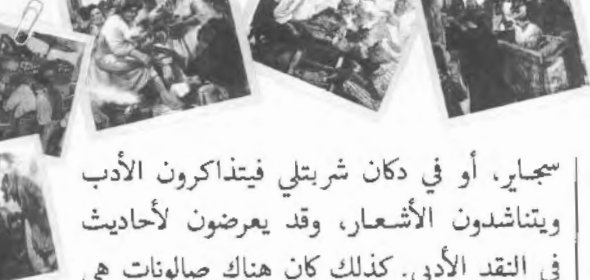 سجاير، أو في دكان شربتلي فيتذاكرون الأدب
ويتناشدون الأشعار، وقد يعرضون لأحاديث
في النقد الأدبي. كذلك كان هناك صالونات هي